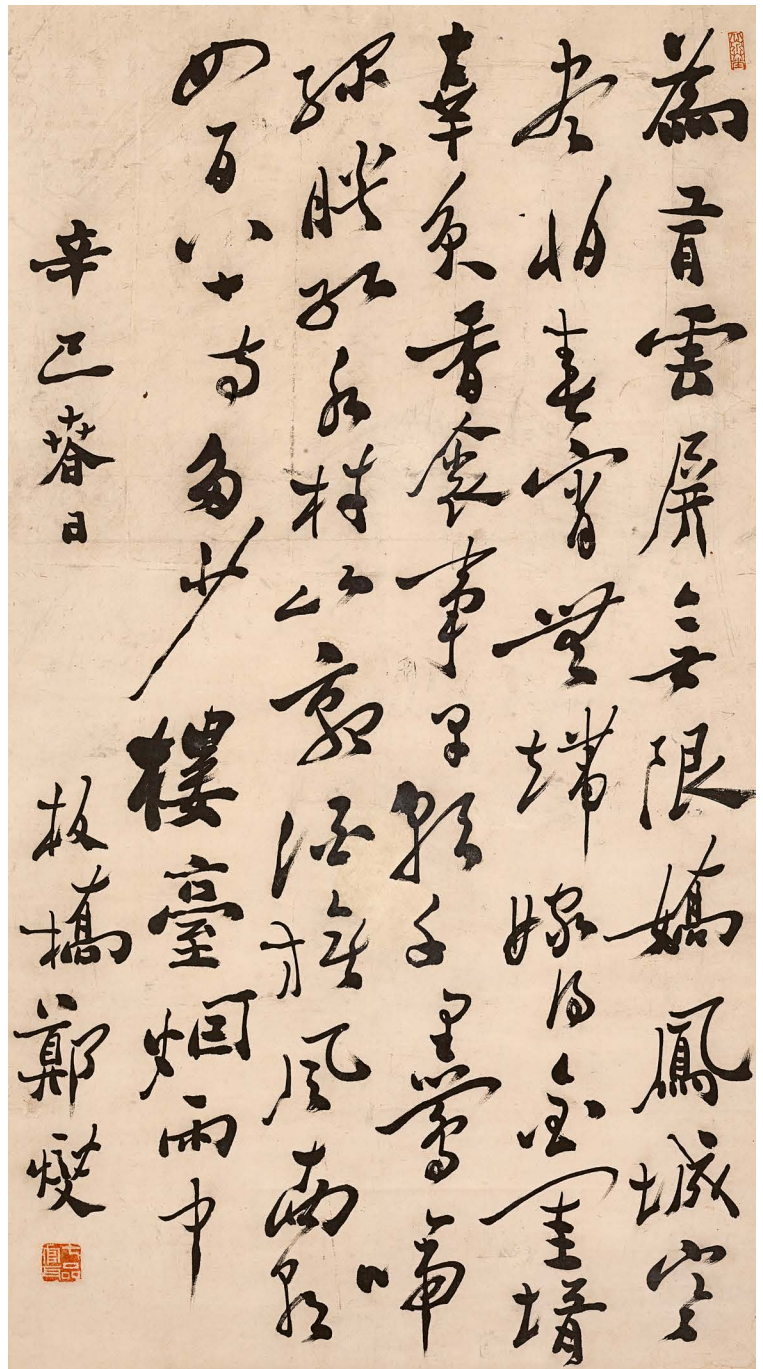 為有雲屏無限嬌鳳城寒
盡怕春宵無端嫁得金龜婿
辜負香衾事早朝千里鶯啼
綠映紅水村山郭酒旗風南朝
四百八十寺多少樓臺烟雨中
辛巳春日
板橋鄭燮